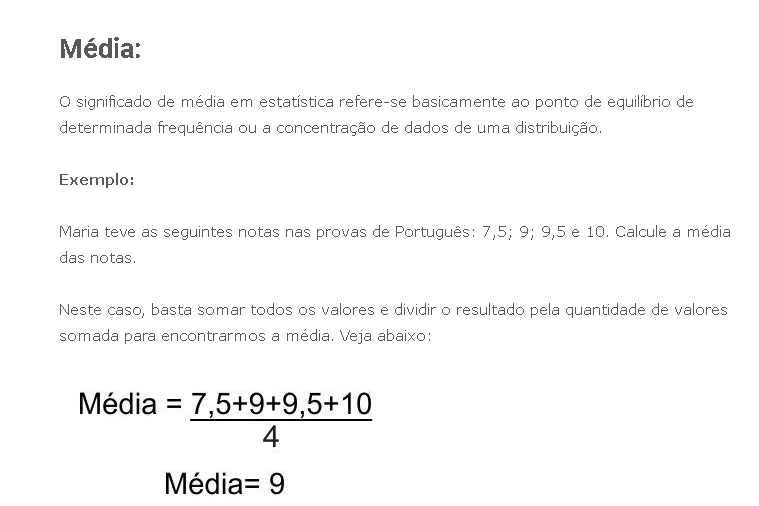 Média:
O significado de média em estatística refere-se basicamente ao ponto de equilíbrio de
determinada frequência ou a concentração de dados de uma distribuição.
Exemplo:
Maria teve as seguintes notas nas provas de Português: 7,5; 9; 9,5 e 10. Calcule a média
das notas.
Neste caso, basta somar todos os valores e dividir o resultado pela quantidade de valores
somada para encontrarmos a média. Veja abaixo:
Média = 7,5+9+9,5+10
4
Média= 9